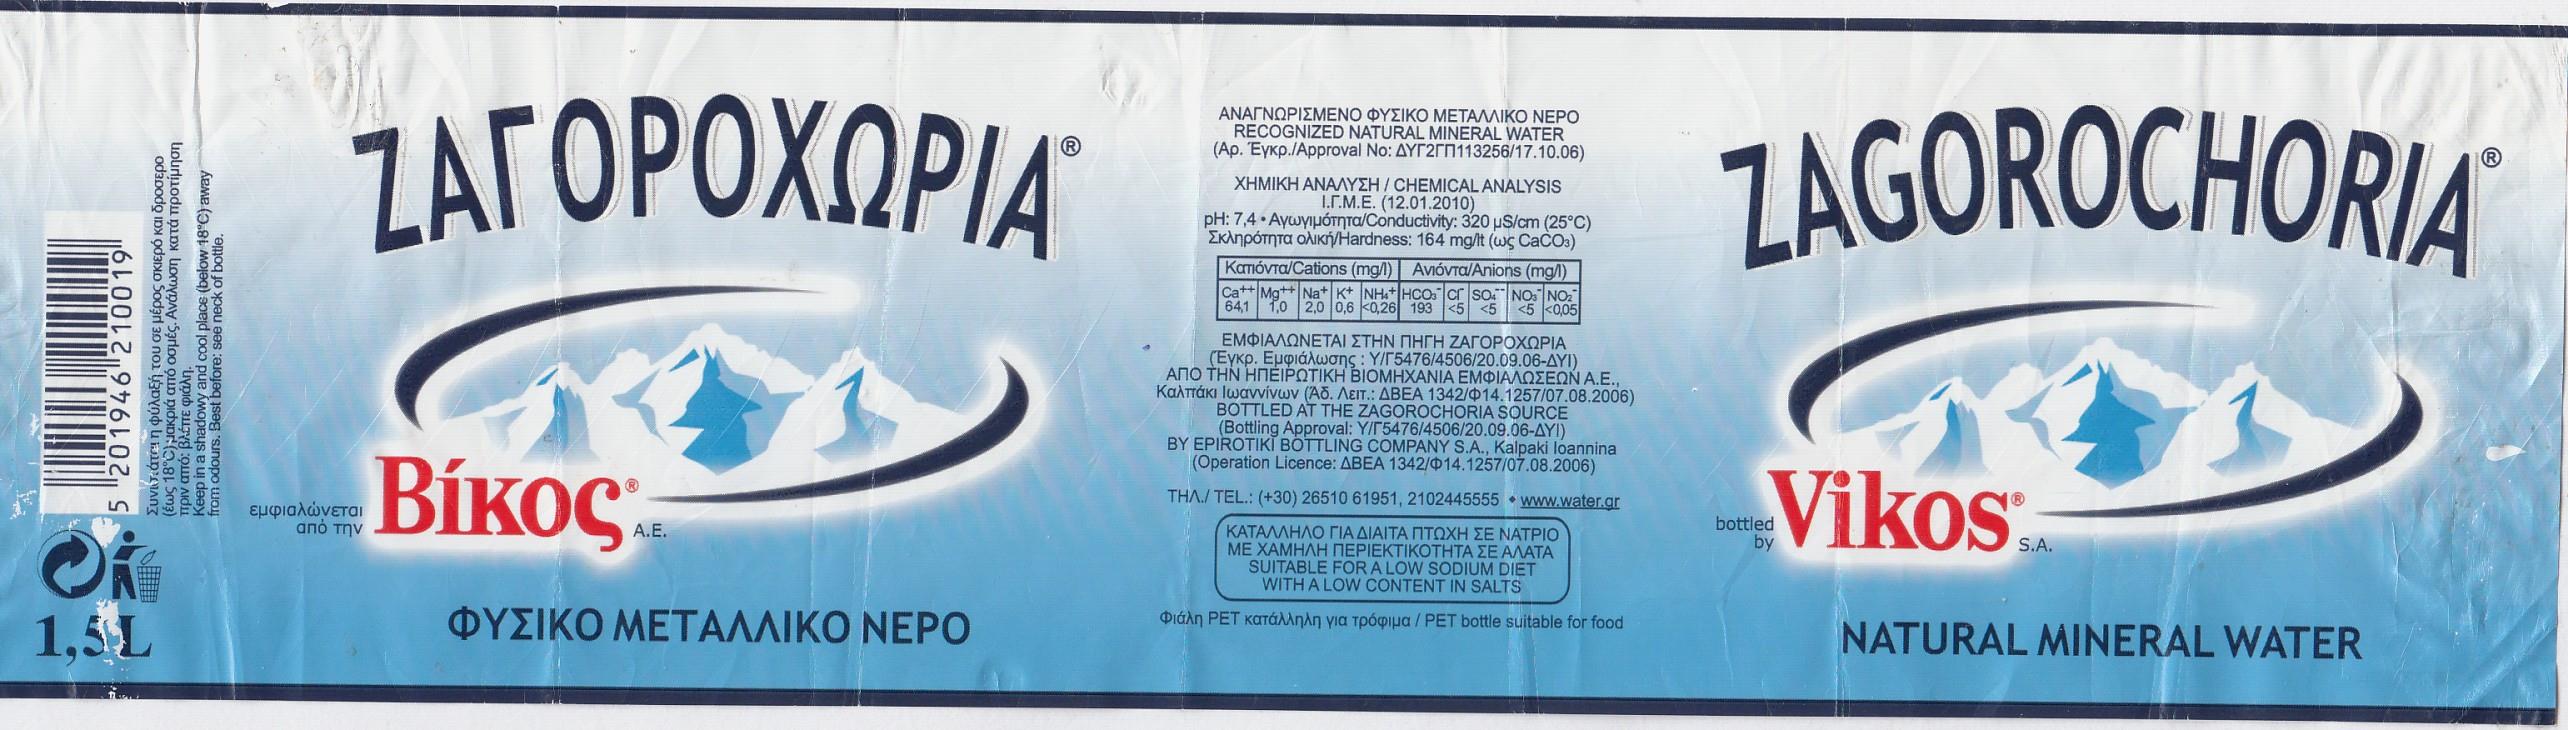 5 201946 210019
Συνιστάται η φύλαξή του σε μέρος σκιερό και δροσερό
(έως 18°C) μακριά από οσμές. Ανάλωση κατά προτίμηση
πριν από: βλέπε φιάλη.
Keep in a shadowy and cool place (below 18°C) away
from odours. Best before: see neck of bottle.
1,5L
ΖΑΓΟΡΟΧΩΡΙΑ®
εμφιαλώνεται
από την
Βίκος®
Α.Ε.
ΦΥΣΙΚΟ ΜΕΤΑΛΛΙΚΟ ΝΕΡΟ
ΑΝΑΓΝΩΡΙΣΜΕΝΟ ΦΥΣΙΚΟ ΜΕΤΑΛΛΙΚΟ ΝΕΡΟ
RECOGNIZED NATURAL MINERAL WATER
(Αρ. Έγκρ./Approval No: ΔΥΓ2ΓΠ113256/17.10.06)
ΧΗΜΙΚΗ ΑΝΑΛΥΣΗ / CHEMICAL ANALYSIS
Ι.Γ.Μ.Ε. (12.01.2010)
pH: 7,4 • Αγωγιμότητα/Conductivity: 320 μS/cm (25°C)
Σκληρότητα ολική/Hardness: 164 mg/lt (ως CaCO₃)
Κατιόντα/Cations (mg/l) Ανιόντα/Anions (mg/l)
Ca⁺⁺ Mg⁺⁺ Na⁺ K⁺ NH₄⁺ HCO₃⁻ Cl⁻ SO₄⁻⁻ NO₃⁻ NO₂⁻
64,1 1,0 2,0 0,6 <0,26 193 <5 <5 <5 <0,05
ΕΜΦΙΑΛΩΝΕΤΑΙ ΣΤΗΝ ΠΗΓΗ ΖΑΓΟΡΟΧΩΡΙΑ
(Έγκρ. Εμφιάλωσης : Υ/Γ5476/4506/20.09.06-ΔΥΙ)
ΑΠΟ ΤΗΝ ΗΠΕΙΡΩΤΙΚΗ ΒΙΟΜΗΧΑΝΙΑ ΕΜΦΙΑΛΩΣΕΩΝ Α.Ε.,
Καλπάκι Ιωαννίνων (Άδ. Λειτ.: ΔΒΕΑ 1342/Φ14.1257/07.08.2006)
BOTTLED AT THE ZAGOROCHORIA SOURCE
(Bottling Approval: Υ/Γ5476/4506/20.09.06-ΔΥΙ)
BY EPIROTIKI BOTTLING COMPANY S.A., Kalpaki Ioannina
(Operation Licence: ΔΒΕΑ 1342/Φ14.1257/07.08.2006)
ΤΗΛ./ TEL.: (+30) 26510 61951, 2102445555 • www.water.gr
ΚΑΤΑΛΛΗΛΟ ΓΙΑ ΔΙΑΙΤΑ ΠΤΩΧΗ ΣΕ ΝΑΤΡΙΟ
ΜΕ ΧΑΜΗΛΗ ΠΕΡΙΕΚΤΙΚΟΤΗΤΑ ΣΕ ΑΛΑΤΑ
SUITABLE FOR A LOW SODIUM DIET
WITH A LOW CONTENT IN SALTS
Φιάλη PET κατάλληλη για τρόφιμα / PET bottle suitable for food
ZAGOROCHORIA®
bottled
by
Vikos®
S.A.
NATURAL MINERAL WATER